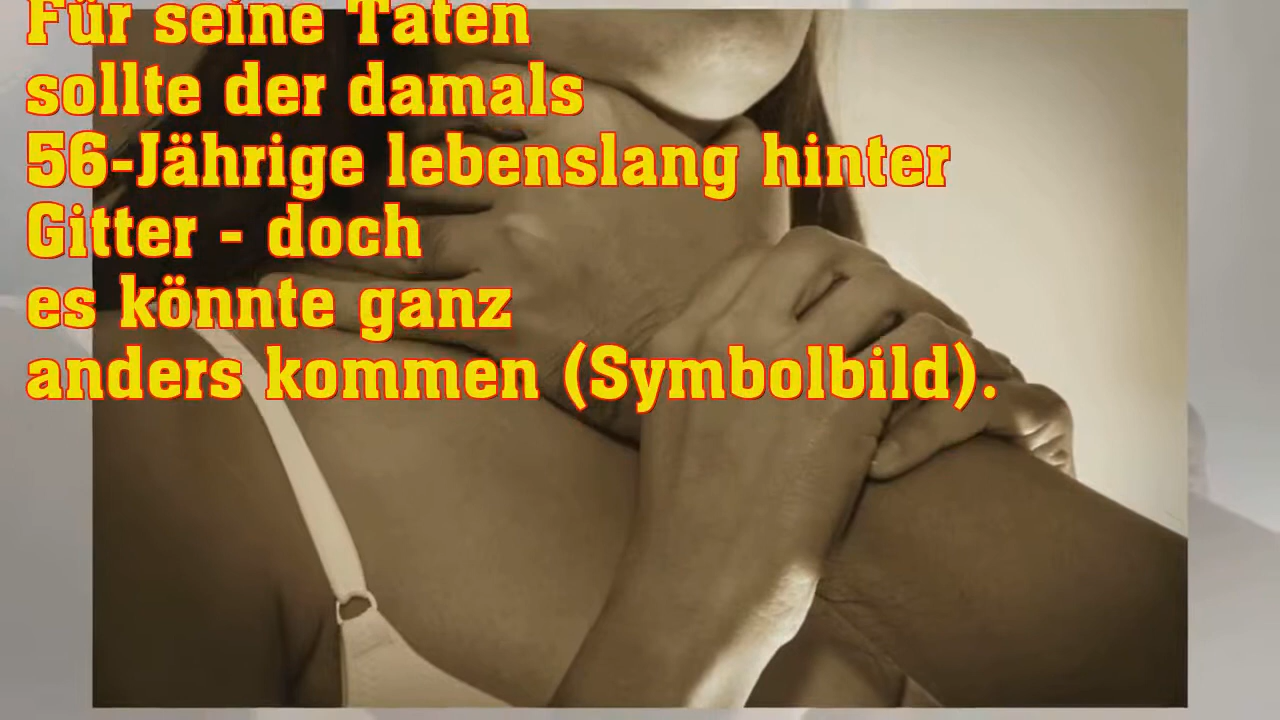 Für seine Taten
sollte der damals
56-Jährige lebenslang hinter
Gitter - doch
es könnte ganz
anders kommen (Symbolbild).